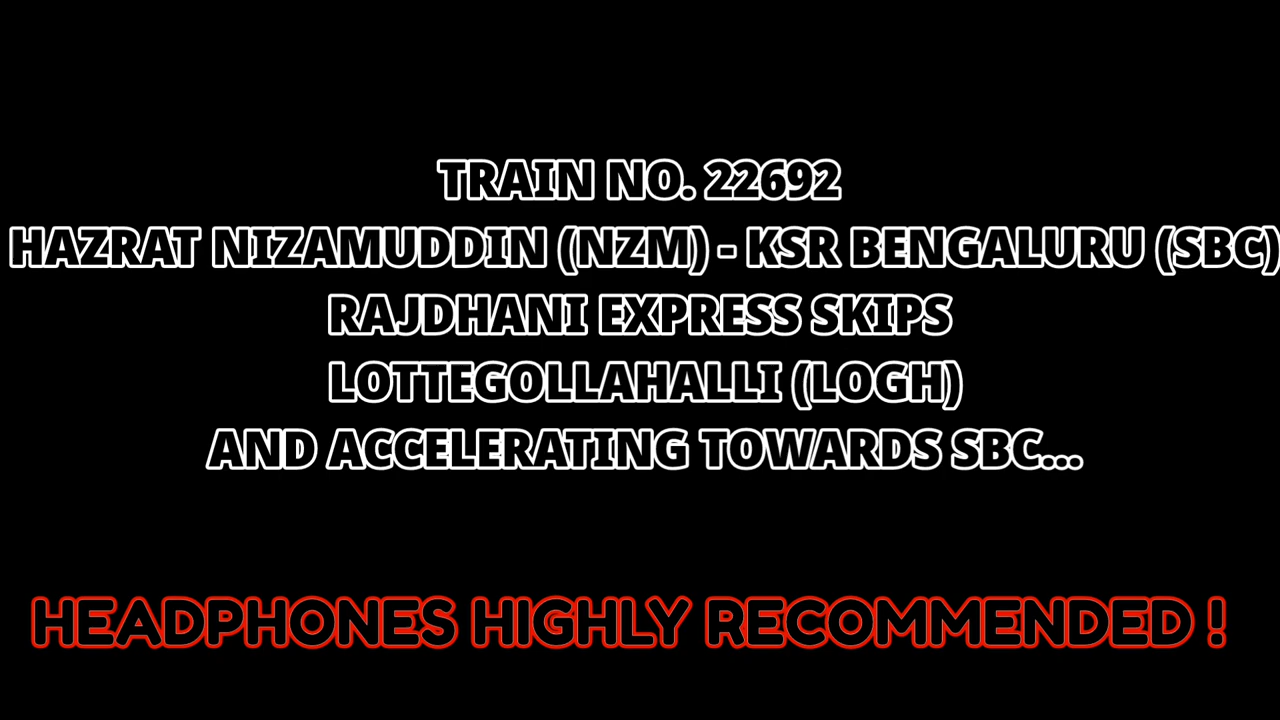 TRAIN NO. 22692
HAZRAT NIZAMUDDIN (NZM) - KSR BENGALURU (SBC)
RAJDHANI EXPRESS SKIPS
LOTTEGOLLAHALLI (LOGH)
AND ACCELERATING TOWARDS SBC...
HEADPHONES HIGHLY RECOMMENDED !